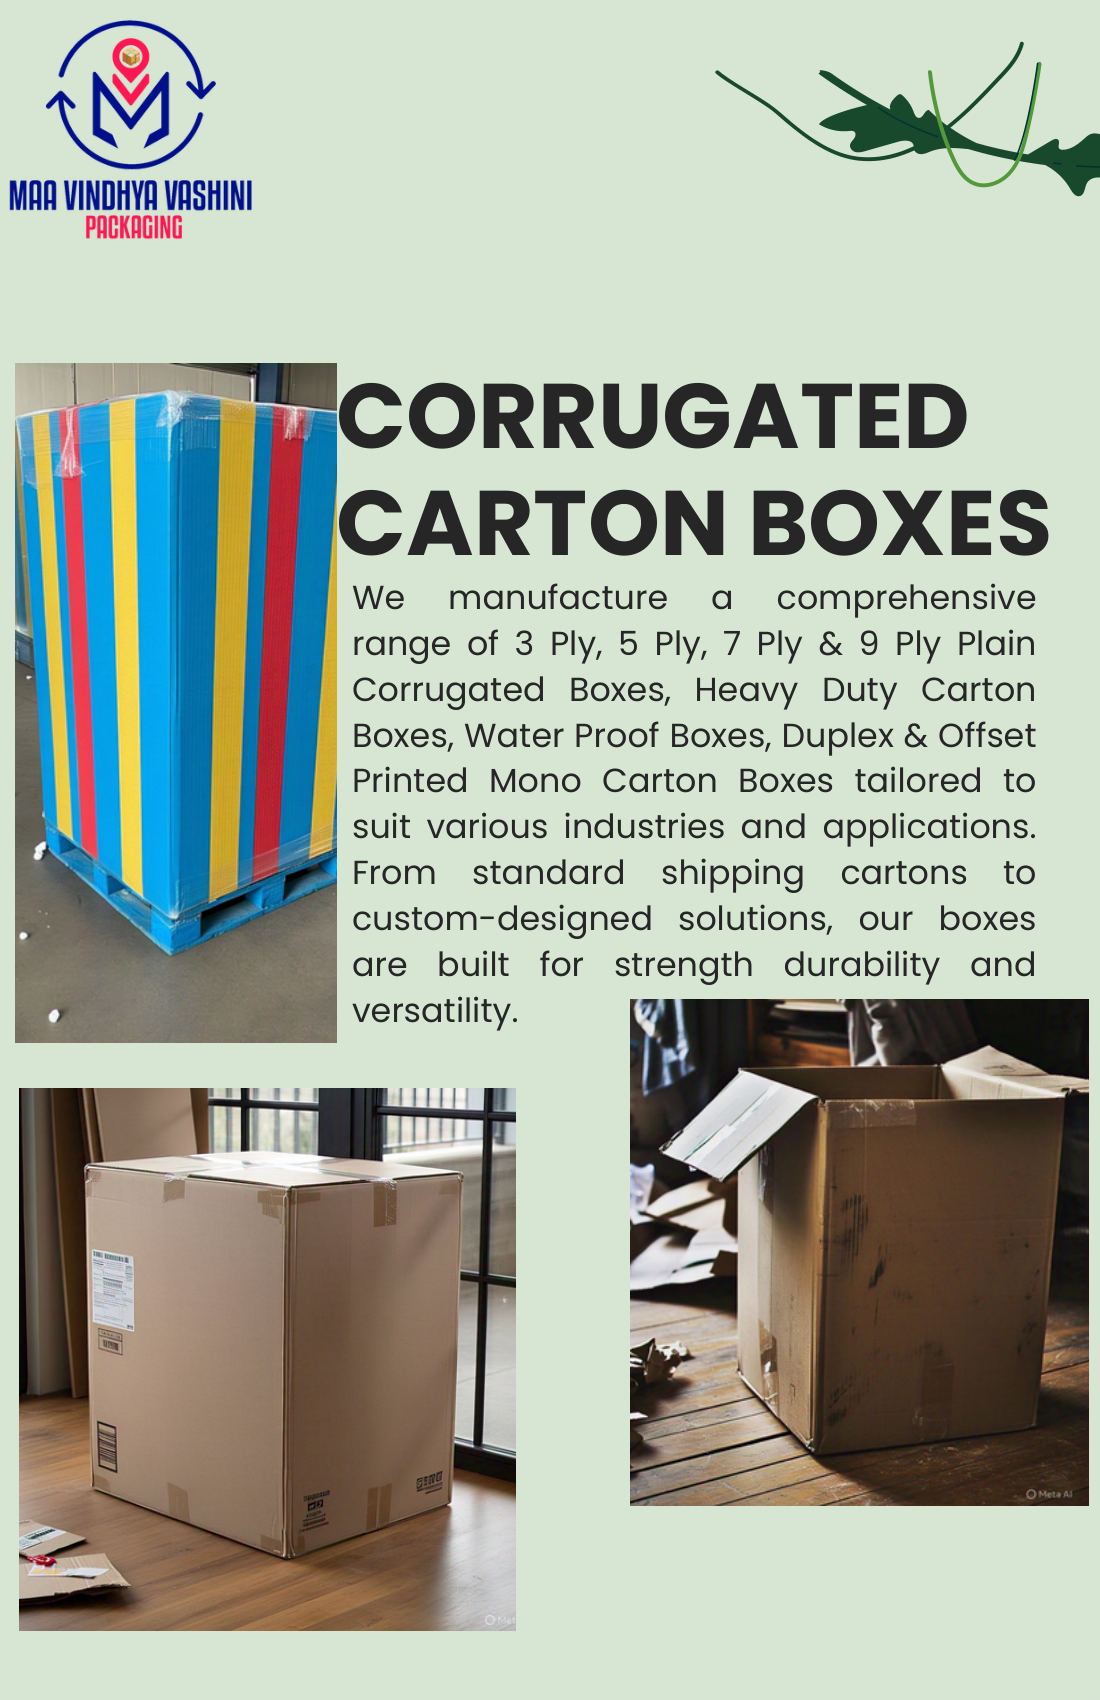 MAA VINDHYA VASHINI
PACKAGING
CORRUGATED
CARTON BOXES
We manufacture a comprehensive
range of 3 Ply, 5 Ply, 7 Ply & 9 Ply Plain
Corrugated Boxes, Heavy Duty Carton
Boxes, Water Proof Boxes, Duplex & Offset
Printed Mono Carton Boxes tailored to
suit various industries and applications.
From standard shipping cartons to
custom-designed solutions, our boxes
are built for strength durability and
versatility.
Meta AI
Met